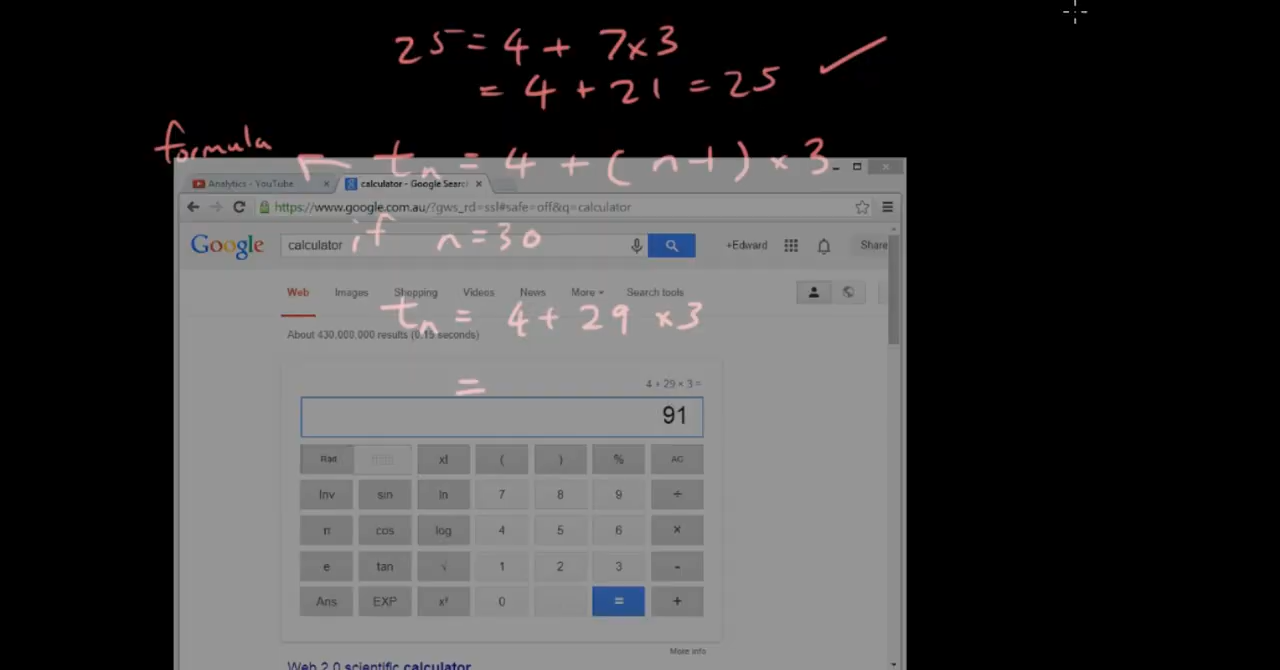 25 = 4 + 7×3
= 4 + 21 = 25 ✓
formula ← tn = 4 + (n-1) × 3
Analytics - YouTube
calculator - Google Searc
https://www.google.com.au/?gws_rd=ssl#safe=off&q=calculator
Google calculator +Edward Share
if n=30
Web Images Shopping Videos News More Search tools
tn = 4 + 29 ×3
About 430,000,000 results (0.15 seconds)
=
4 + 29 × 3 =
91
Rad x! ( ) % AC
Inv sin ln 7 8 9 ÷
π cos log 4 5 6 ×
e tan √ 1 2 3 -
Ans EXP xʸ 0 = +
More info
Web 2.0 scientific calculator